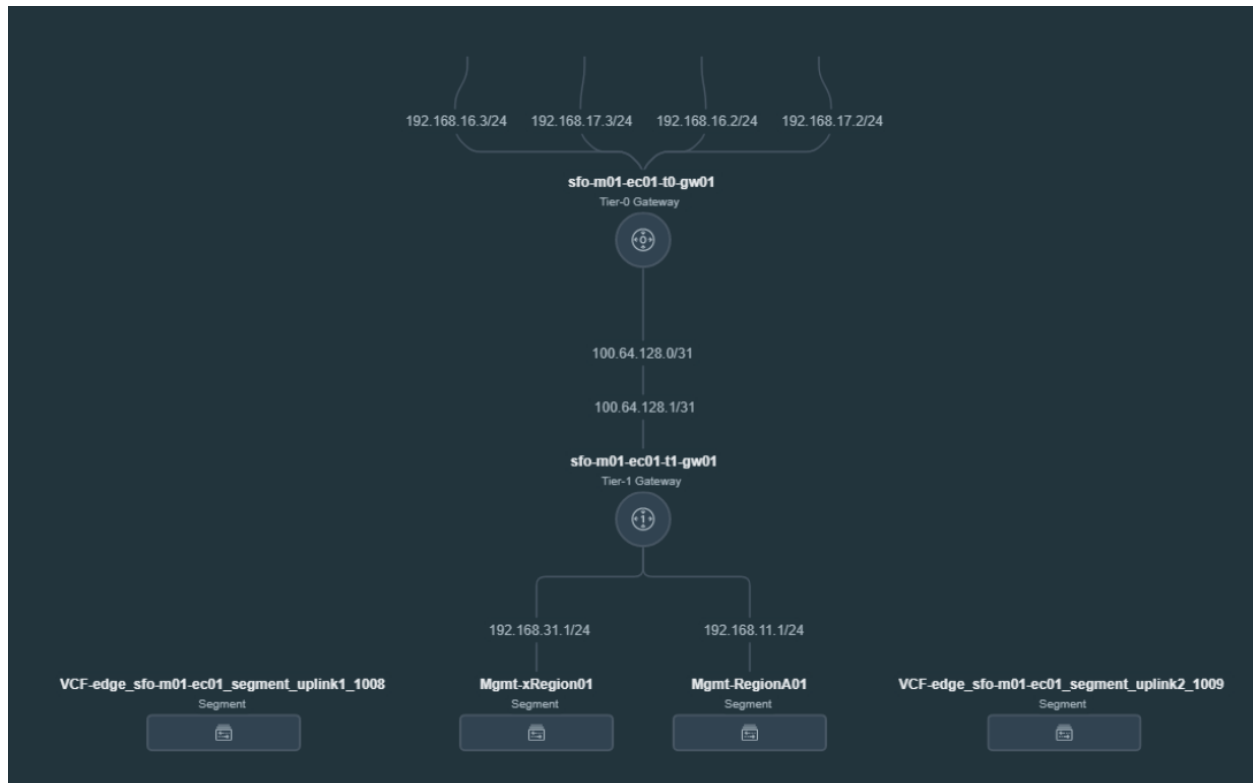 192.168.16.3/24 192.168.17.3/24 192.168.16.2/24 192.168.17.2/24
sfo-m01-ec01-t0-gw01
Tier-0 Gateway
0
100.64.128.0/31
100.64.128.1/31
sfo-m01-ec01-t1-gw01
Tier-1 Gateway
1
192.168.31.1/24 192.168.11.1/24
VCF-edge_sfo-m01-ec01_segment_uplink1_1008 Mgmt-xRegion01 Mgmt-RegionA01 VCF-edge_sfo-m01-ec01_segment_uplink2_1009
Segment Segment Segment Segment